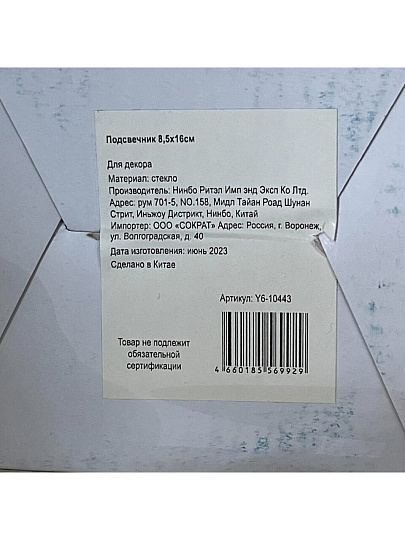 Подсвечник 8,5х16см
Для декора
Материал: стекло
Производитель: Нинбо Ритэл Имп энд Эксп Ко Лтд.
Адрес: рум 701-5, NO.158, Мидл Тайан Роад Шунан
Стрит, Иньжоу Дистрикт, Нинбо, Китай
Импортер: ООО «СОКРАТ» Адрес: Россия, г. Воронеж,
ул. Волгоградская, д. 40
Дата изготовления: июнь 2023
Сделано в Китае
Артикул: Y6-10443
Товар не подлежит
обязательной
сертификации
4 660185 569929